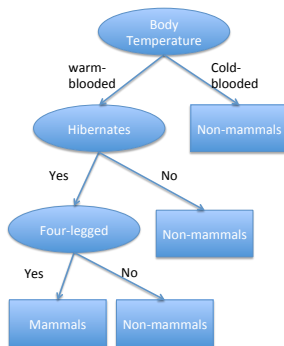 Body
Temperature
warm-
blooded
Cold-
blooded
Hibernates
Non-mammals
Yes
No
Four-legged
Non-mammals
Yes
No
Mammals
Non-mammals